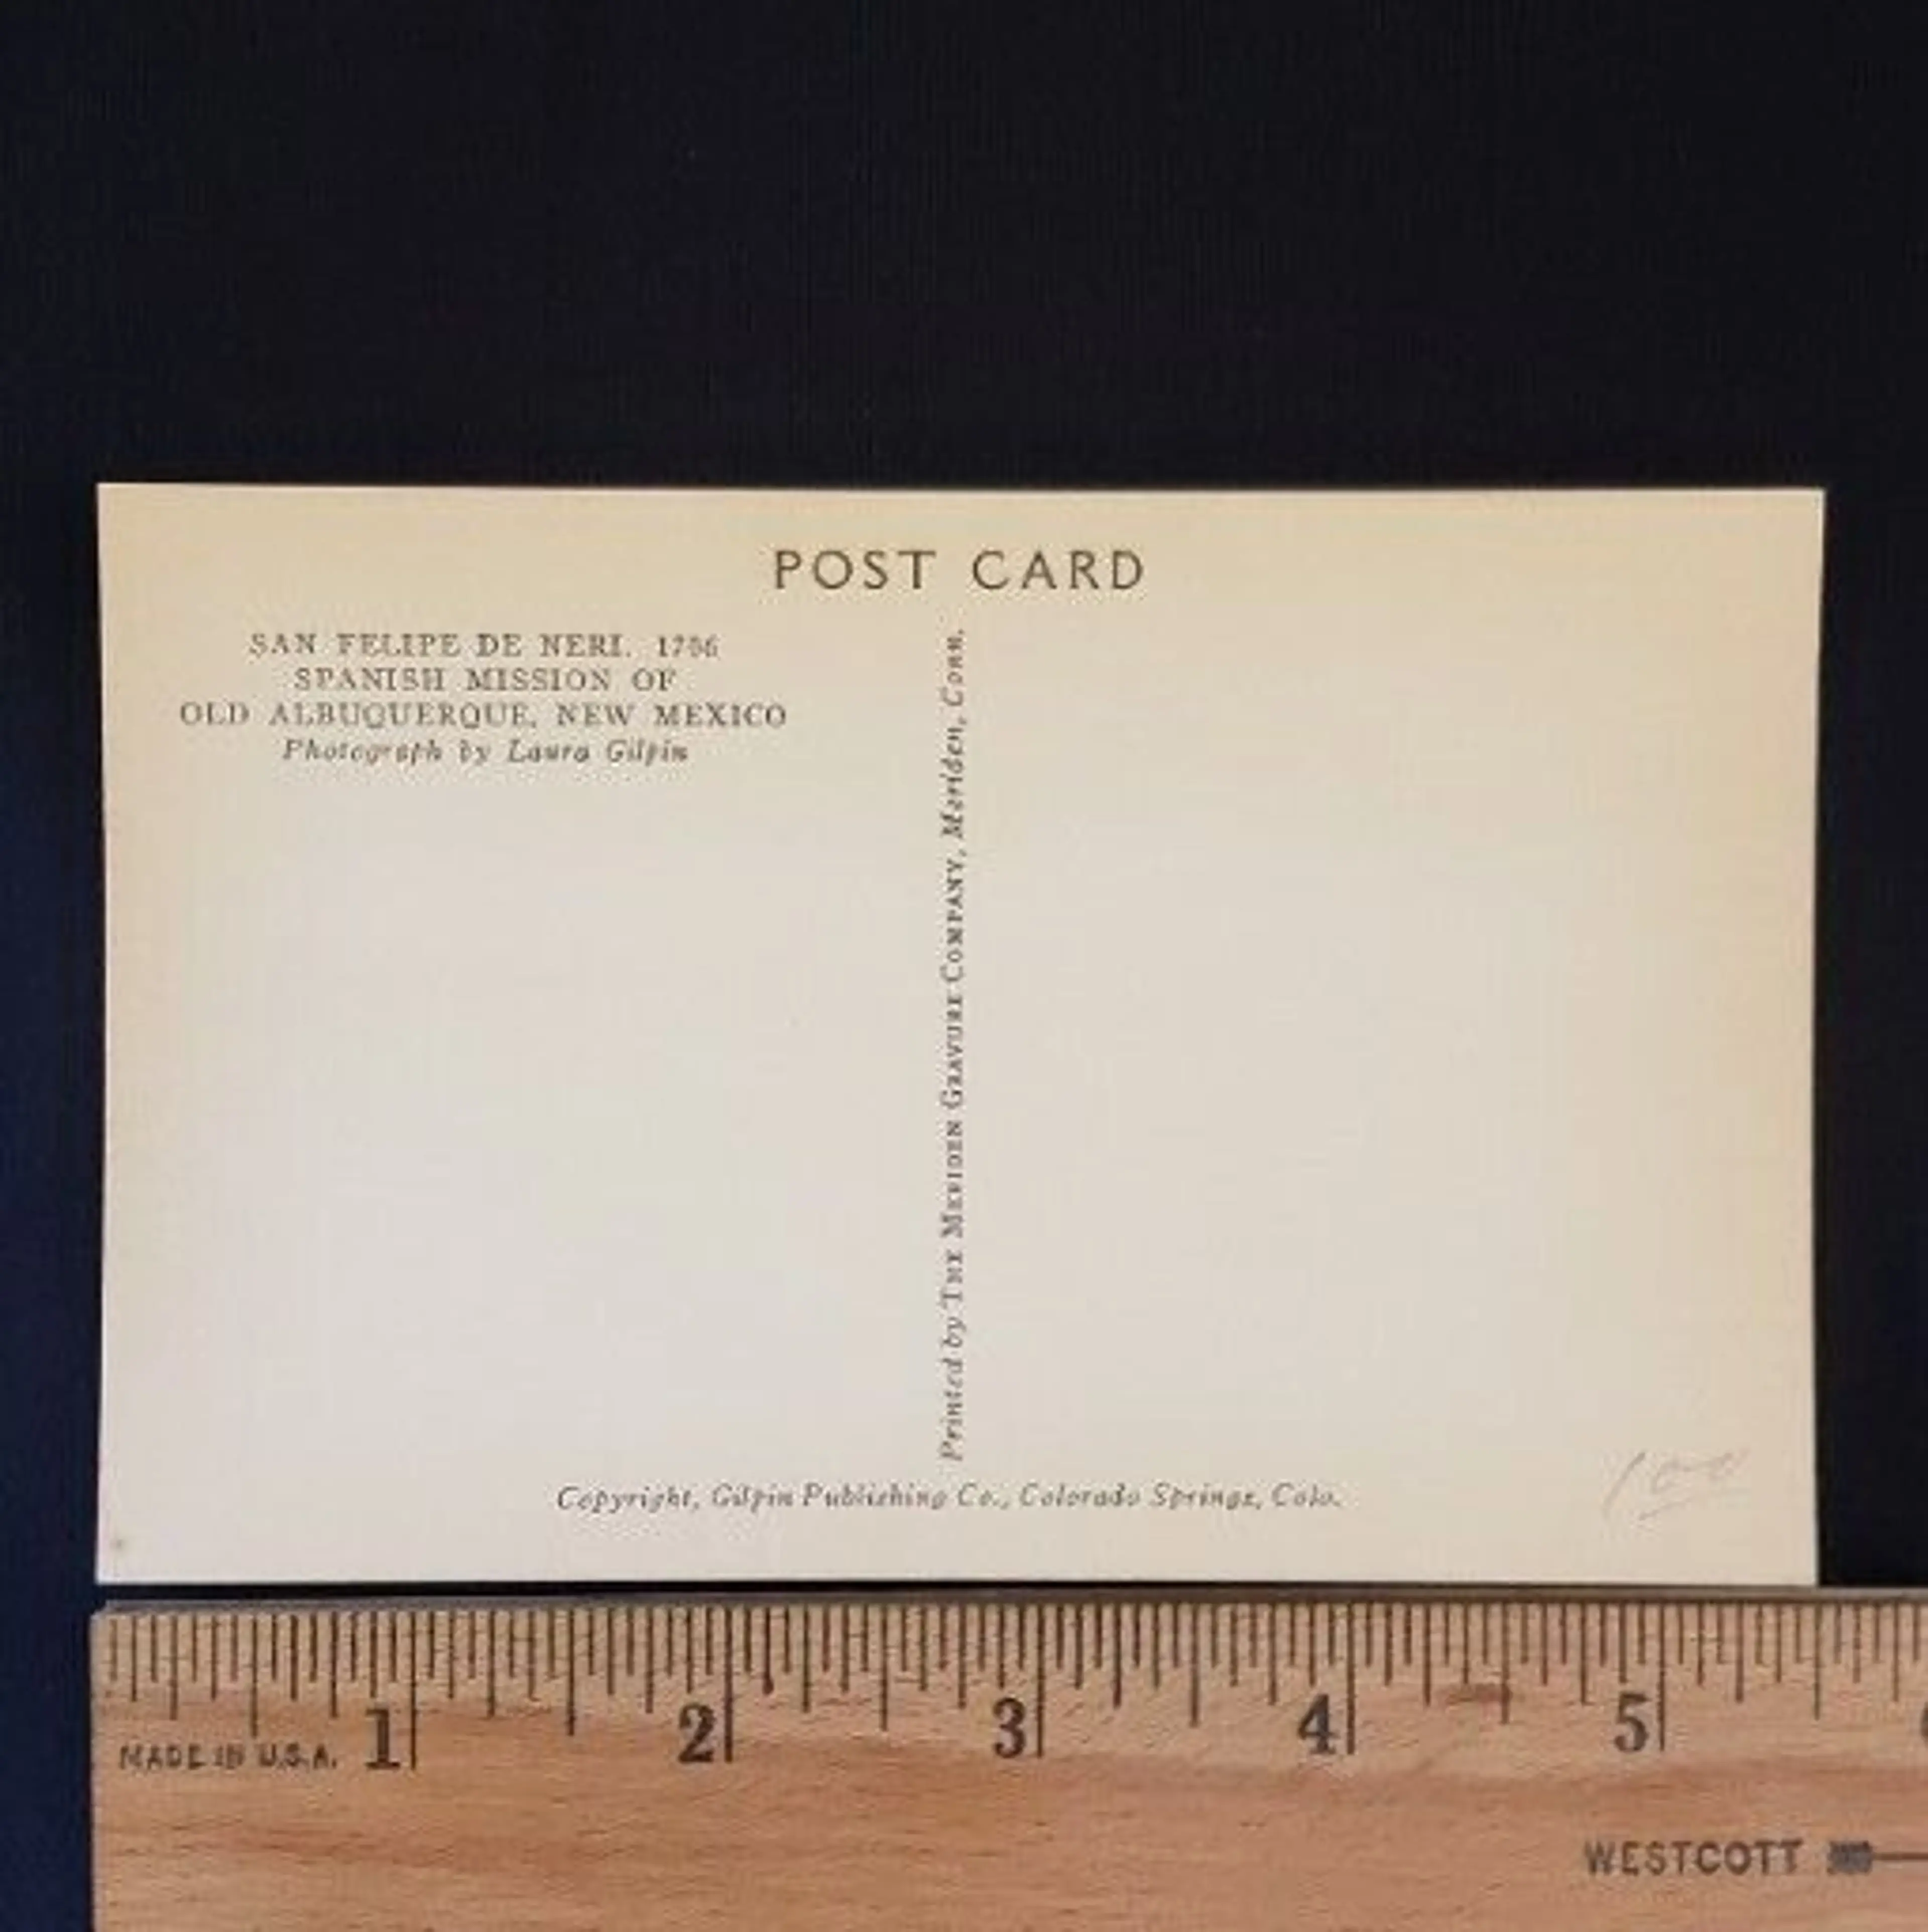 POST CARD
SAN FELIPE DE NERI. 1706
SPANISH MISSION OF
OLD ALBUQUERQUE, NEW MEXICO
Photograph by Laura Gilpin
Printed by THE MERIDEN GRAVURE COMPANY, Meriden, Conn.
Copyright, Gilpin Publishing Co., Colorado Springs, Colo.
100
1 2 3 4 5
MADE IN U.S.A.
WESTCOTT